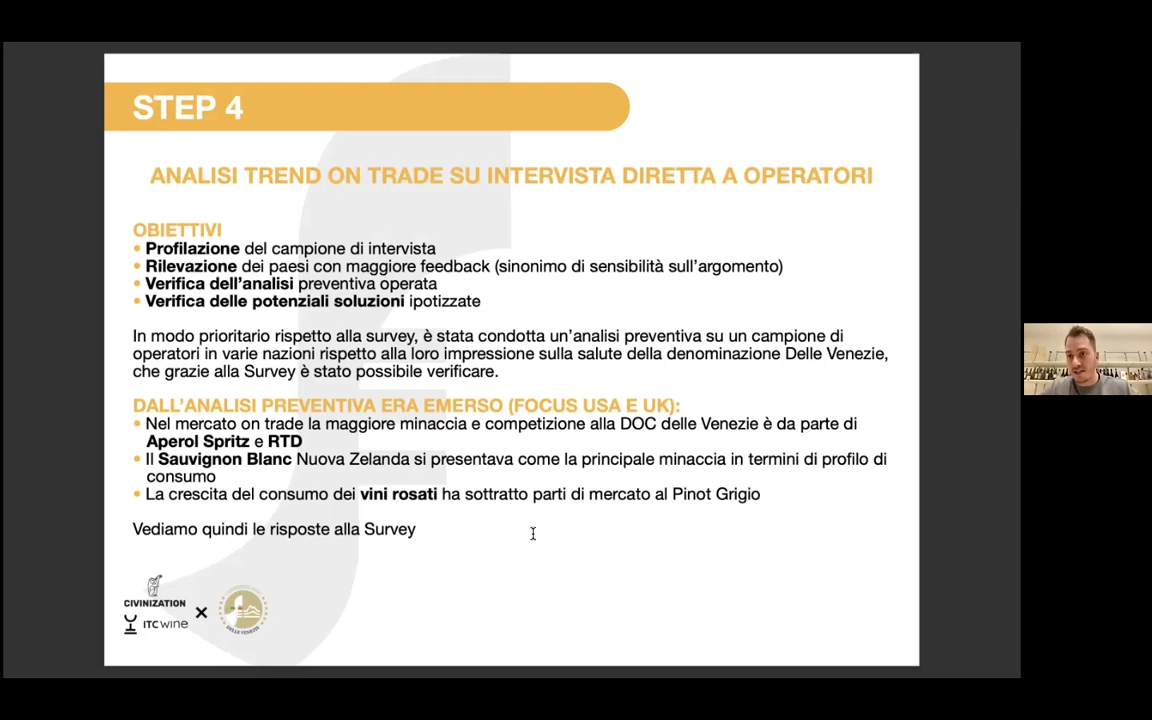 STEP 4
ANALISI TREND ON TRADE SU INTERVISTA DIRETTA A OPERATORI
OBIETTIVI
• Profilazione del campione di intervista
• Rilevazione dei paesi con maggiore feedback (sinonimo di sensibilità sull'argomento)
• Verifica dell'analisi preventiva operata
• Verifica delle potenziali soluzioni ipotizzate
In modo prioritario rispetto alla survey, è stata condotta un'analisi preventiva su un campione di
operatori in varie nazioni rispetto alla loro impressione sulla salute della denominazione Delle Venezie,
che grazie alla Survey è stato possibile verificare.
DALL'ANALISI PREVENTIVA ERA EMERSO (FOCUS USA E UK):
• Nel mercato on trade la maggiore minaccia e competizione alla DOC delle Venezie è da parte di
Aperol Spritz e RTD
• Il Sauvignon Blanc Nuova Zelanda si presentava come la principale minaccia in termini di profilo di
consumo
• La crescita del consumo dei vini rosati ha sottratto parti di mercato al Pinot Grigio
Vediamo quindi le risposte alla Survey
CIVINIZATION
X
ITC wine
DELLE VENEZIE